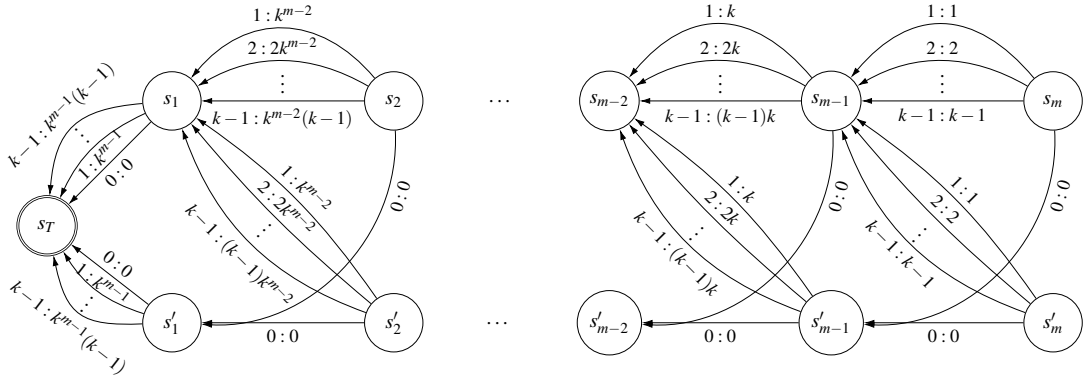 1 : k^{m−2}
2 : 2k^{m−2}
⋮
k−1 : k^{m−2}(k−1)
s_1
s_2
k−1 : k^{m−1}(k−1)
⋮
1 : k^{m−1}
0 : 0
s_T
0 : 0
1 : k^{m−1}
⋮
k−1 : k^{m−1}(k−1)
s'_1
1 : k^{m−2}
2 : 2k^{m−2}
⋮
k−1 : (k−1)k^{m−2}
0 : 0
s'_2
0 : 0
⋯
⋯
1 : k
2 : 2k
⋮
k−1 : (k−1)k
s_{m−2}
s_{m−1}
1 : 1
2 : 2
⋮
k−1 : k−1
s_m
1 : k
2 : 2k
⋮
k−1 : (k−1)k
0 : 0
1 : 1
2 : 2
⋮
k−1 : k−1
0 : 0
s'_{m−2}
0 : 0
s'_{m−1}
0 : 0
s'_m